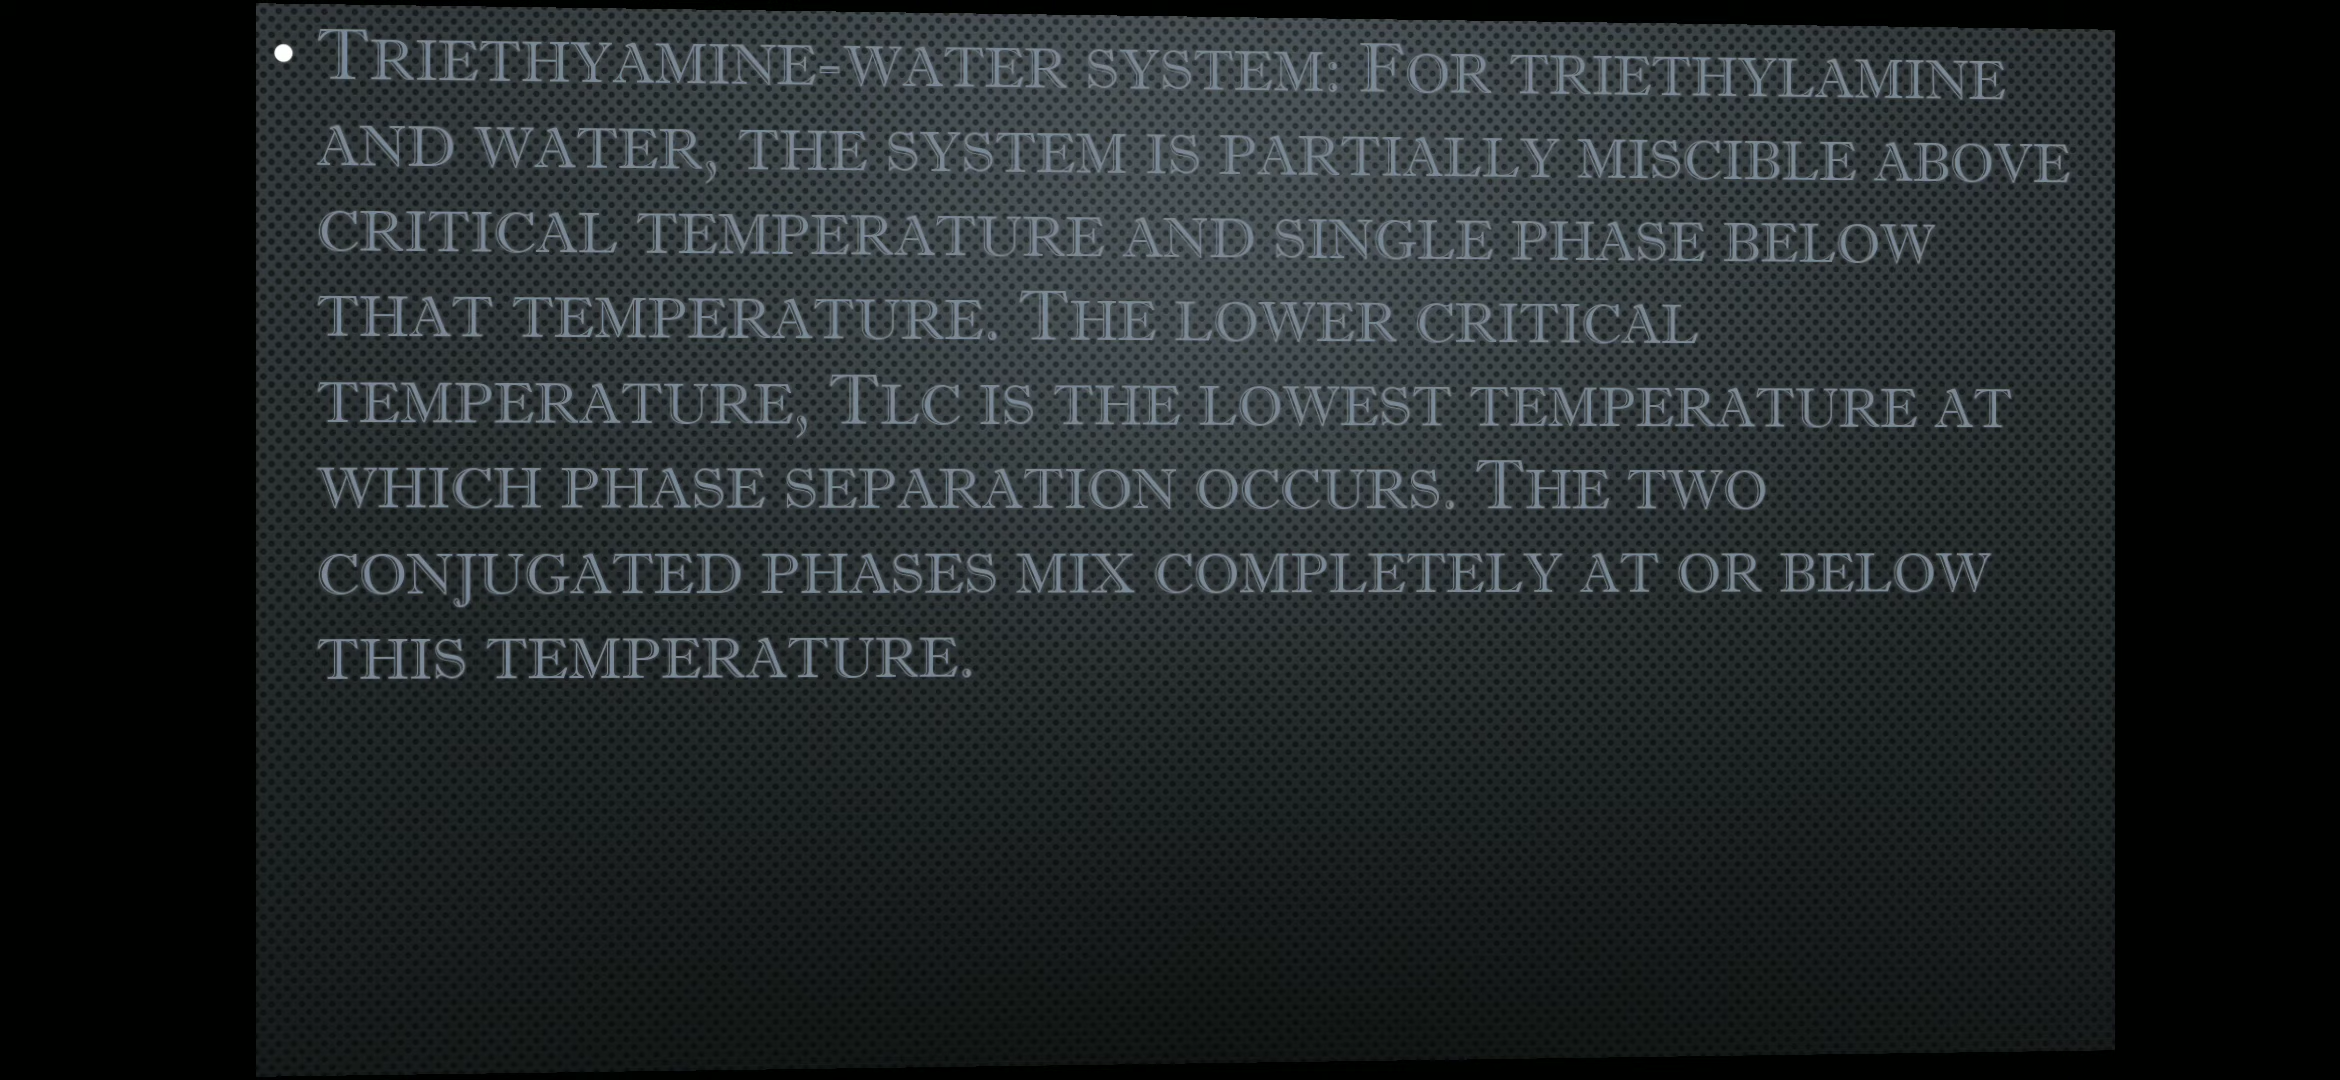 • Triethyamine-water system: For triethylamine
and water, the system is partially miscible above
critical temperature and single phase below
that temperature. The lower critical
temperature, Tlc is the lowest temperature at
which phase separation occurs. The two
conjugated phases mix completely at or below
this temperature.